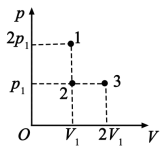 p
2p₁ 1
p₁ 2 3
O V₁ 2V₁ V